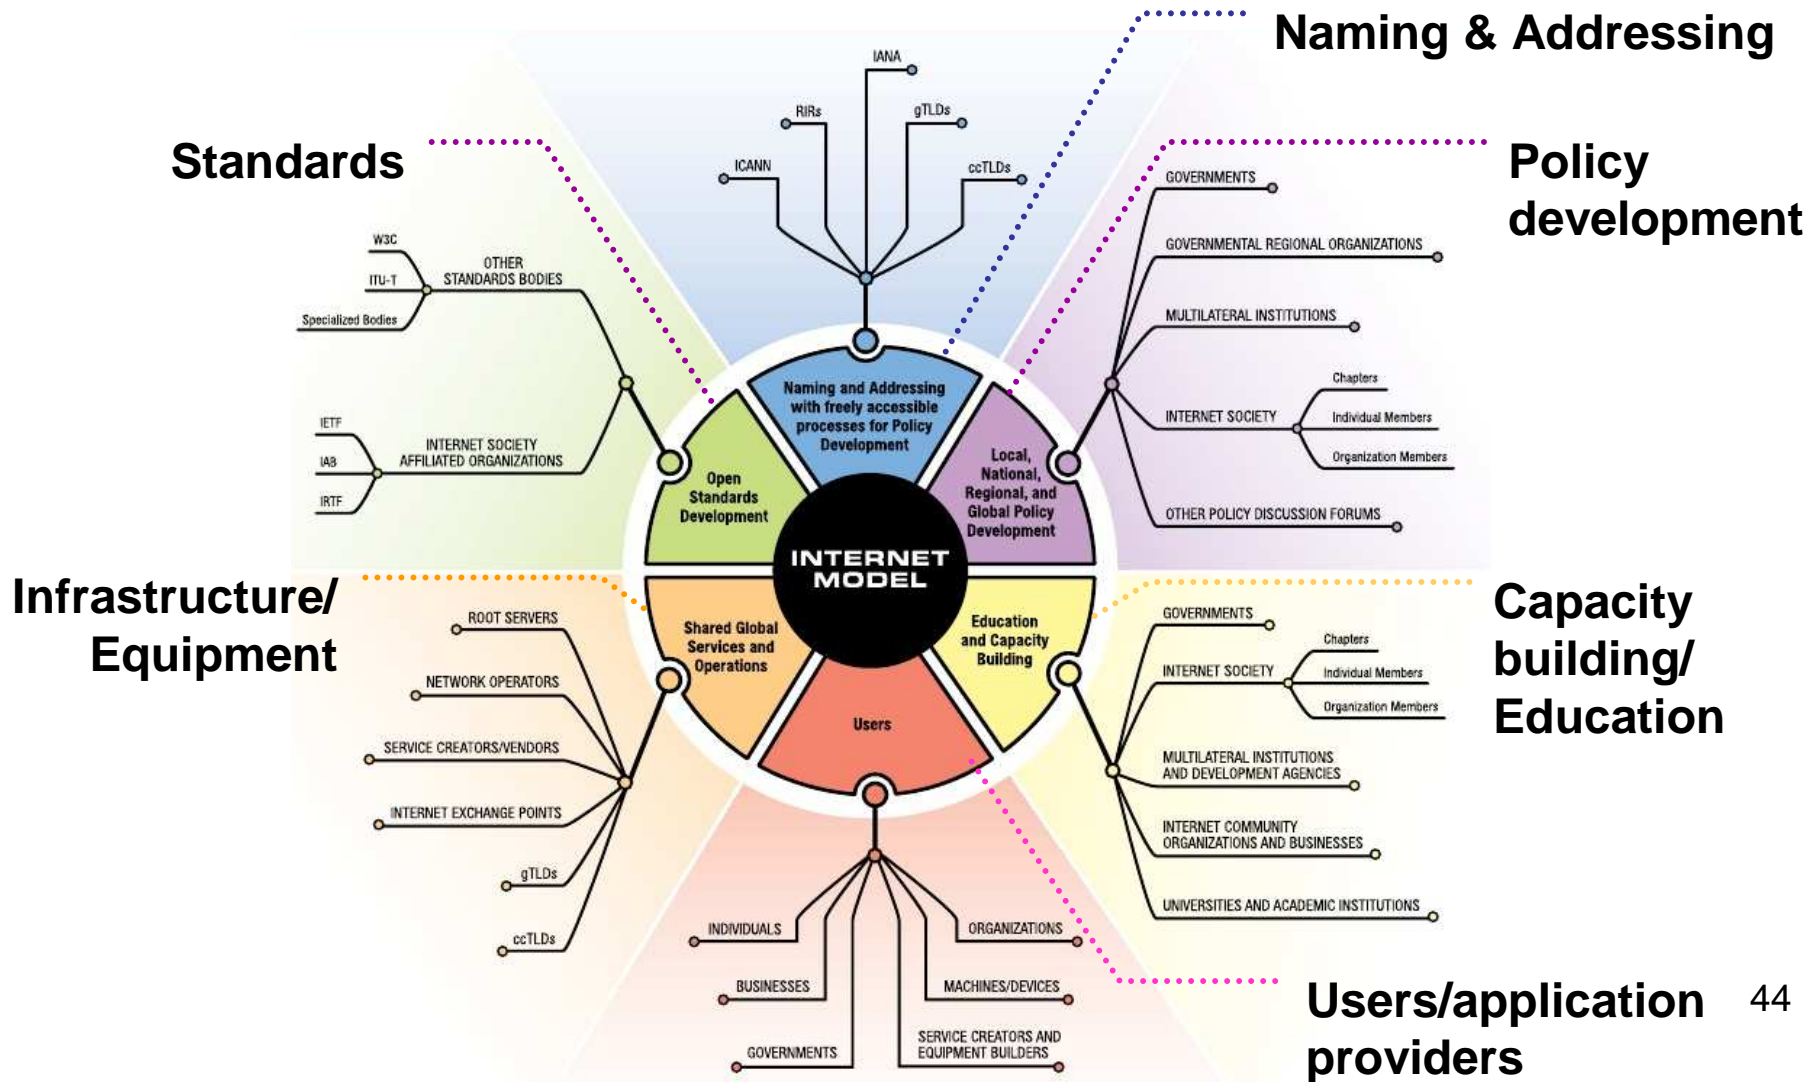 Naming & Addressing
Standards
Policy
development
Infrastructure/
Equipment
Capacity
building/
Education
Users/application
providers
44
INTERNET
MODEL
Naming and Addressing
with freely accessible
processes for Policy
Development
IANA
RIRs
gTLDs
ICANN
ccTLDs
Local,
National,
Regional, and
Global Policy
Development
GOVERNMENTS
GOVERNMENTAL REGIONAL ORGANIZATIONS
MULTILATERAL INSTITUTIONS
INTERNET SOCIETY
Chapters
Individual Members
Organization Members
OTHER POLICY DISCUSSION FORUMS
Education
and Capacity
Building
GOVERNMENTS
INTERNET SOCIETY
Chapters
Individual Members
Organization Members
MULTILATERAL INSTITUTIONS
AND DEVELOPMENT AGENCIES
INTERNET COMMUNITY
ORGANIZATIONS AND BUSINESSES
UNIVERSITIES AND ACADEMIC INSTITUTIONS
Users
INDIVIDUALS
ORGANIZATIONS
BUSINESSES
MACHINES/DEVICES
GOVERNMENTS
SERVICE CREATORS AND
EQUIPMENT BUILDERS
Shared Global
Services and
Operations
ROOT SERVERS
NETWORK OPERATORS
SERVICE CREATORS/VENDORS
INTERNET EXCHANGE POINTS
gTLDs
ccTLDs
Open
Standards
Development
OTHER
STANDARDS BODIES
W3C
ITU-T
Specialized Bodies
INTERNET SOCIETY
AFFILIATED ORGANIZATIONS
IETF
IAB
IRTF